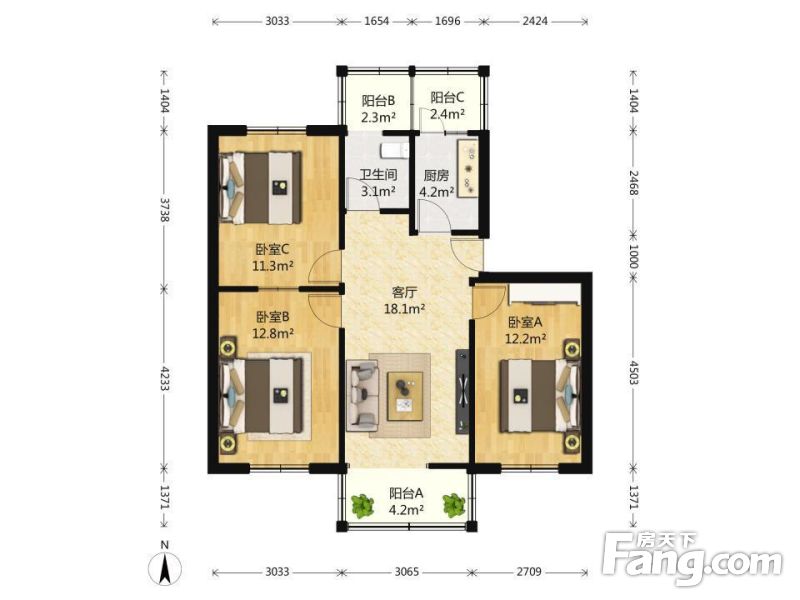 3033 1654 1696 2424
1404
1404
阳台B
2.3m²
阳台C
2.4m²
卫生间
3.1m²
厨房
4.2m²
3738
2468
卧室C
11.3m²
1000
客厅
18.1m²
卧室B
12.8m²
卧室A
12.2m²
4233
4503
阳台A
4.2m²
1371
1371
N
3033 3065 2709
房天下
Fang.com